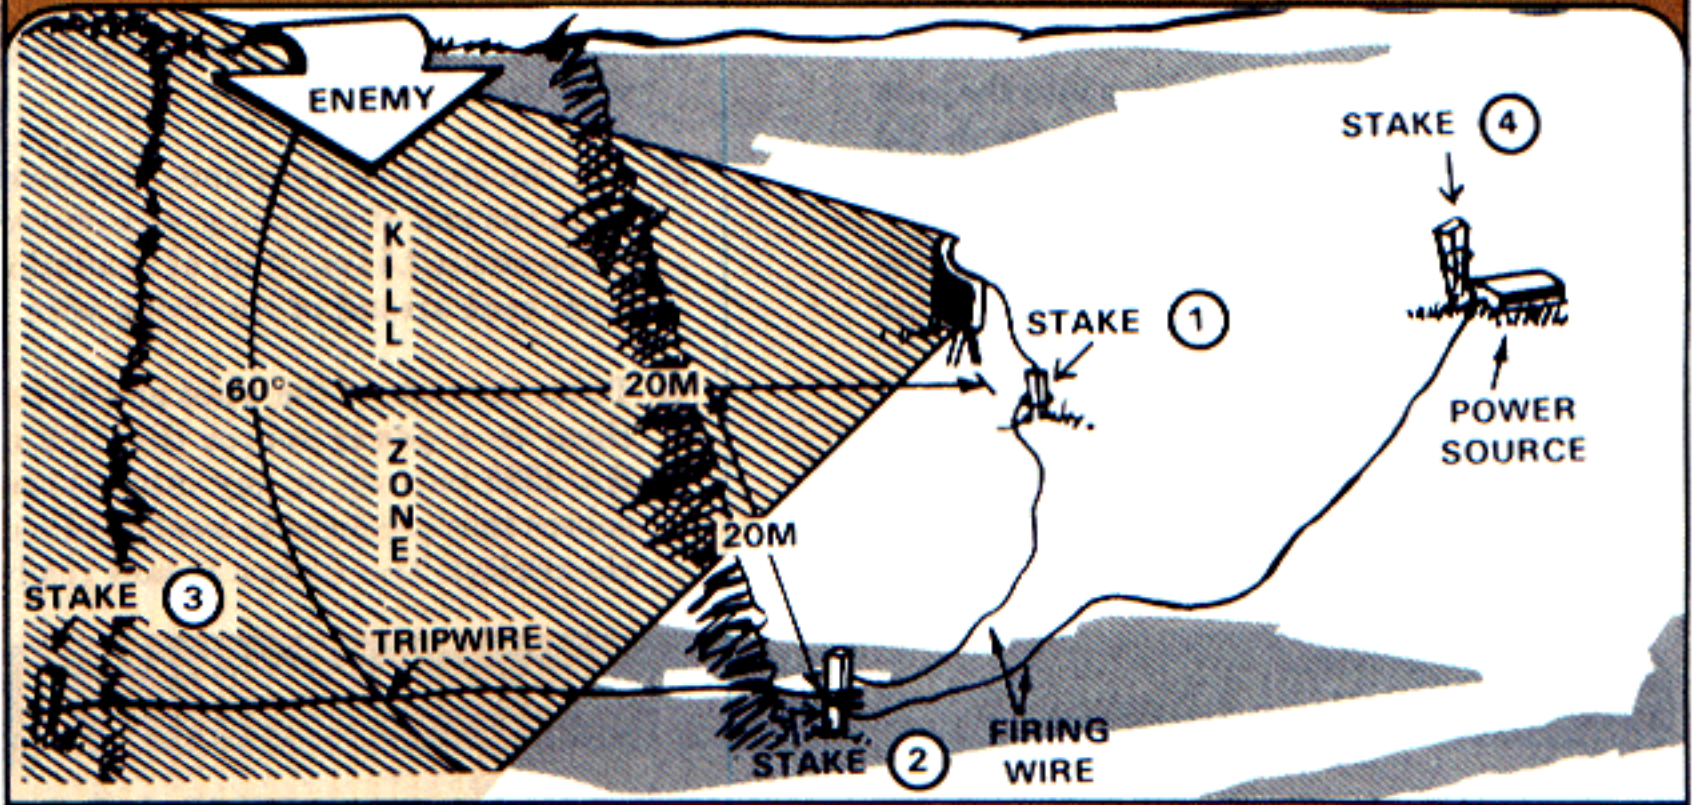 ENEMY
STAKE 4
KILL
STAKE 1
60°
20M
POWER
SOURCE
ZONE
20M
STAKE 3
TRIPWIRE
FIRING
WIRE
STAKE 2